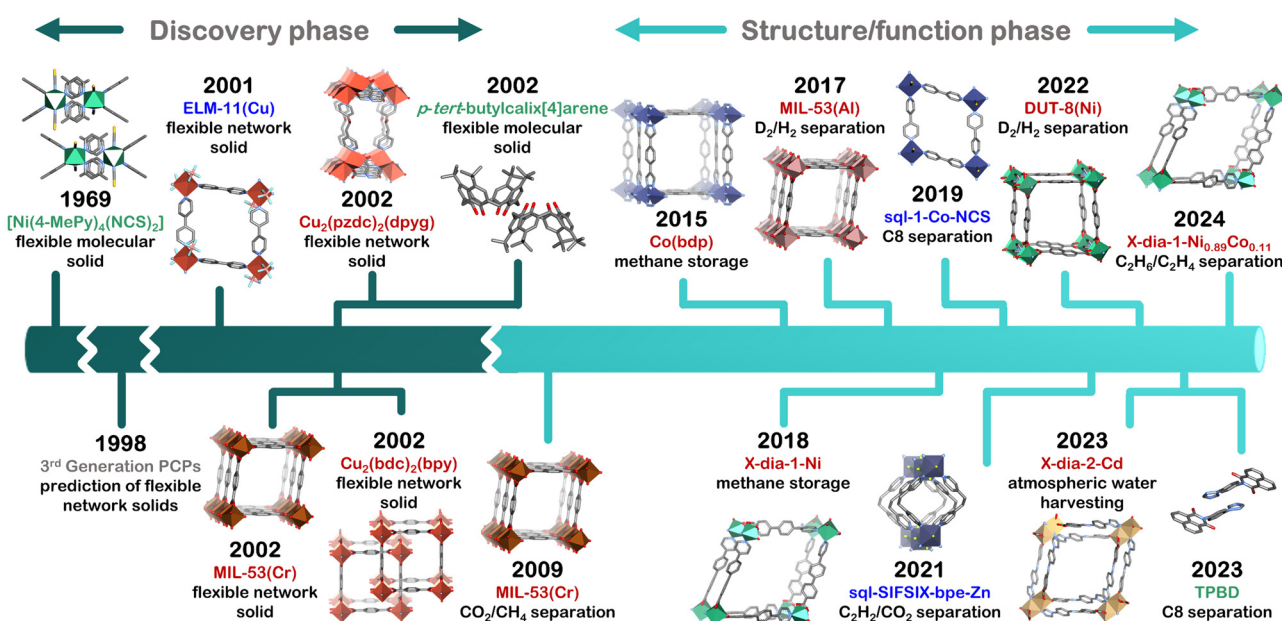 Discovery phase
Structure/function phase
1969
[Ni(4-MePy)₄(NCS)₂]
flexible molecular
solid
2001
ELM-11(Cu)
flexible network
solid
2002
Cu₂(pzdc)₂(dpyg)
flexible network
solid
2002
p-tert-butylcalix[4]arene
flexible molecular
solid
2015
Co(bdp)
methane storage
2017
MIL-53(Al)
D₂/H₂ separation
2019
sql-1-Co-NCS
C8 separation
2022
DUT-8(Ni)
D₂/H₂ separation
2024
X-dia-1-Ni₀.₈₉Co₀.₁₁
C₂H₆/C₂H₄ separation
1998
3ʳᵈ Generation PCPs
prediction of flexible
network solids
2002
MIL-53(Cr)
flexible network
solid
2002
Cu₂(bdc)₂(bpy)
flexible network
solid
2009
MIL-53(Cr)
CO₂/CH₄ separation
2018
X-dia-1-Ni
methane storage
2021
sql-SIFSIX-bpe-Zn
C₂H₂/CO₂ separation
2023
X-dia-2-Cd
atmospheric water
harvesting
2023
TPBD
C8 separation